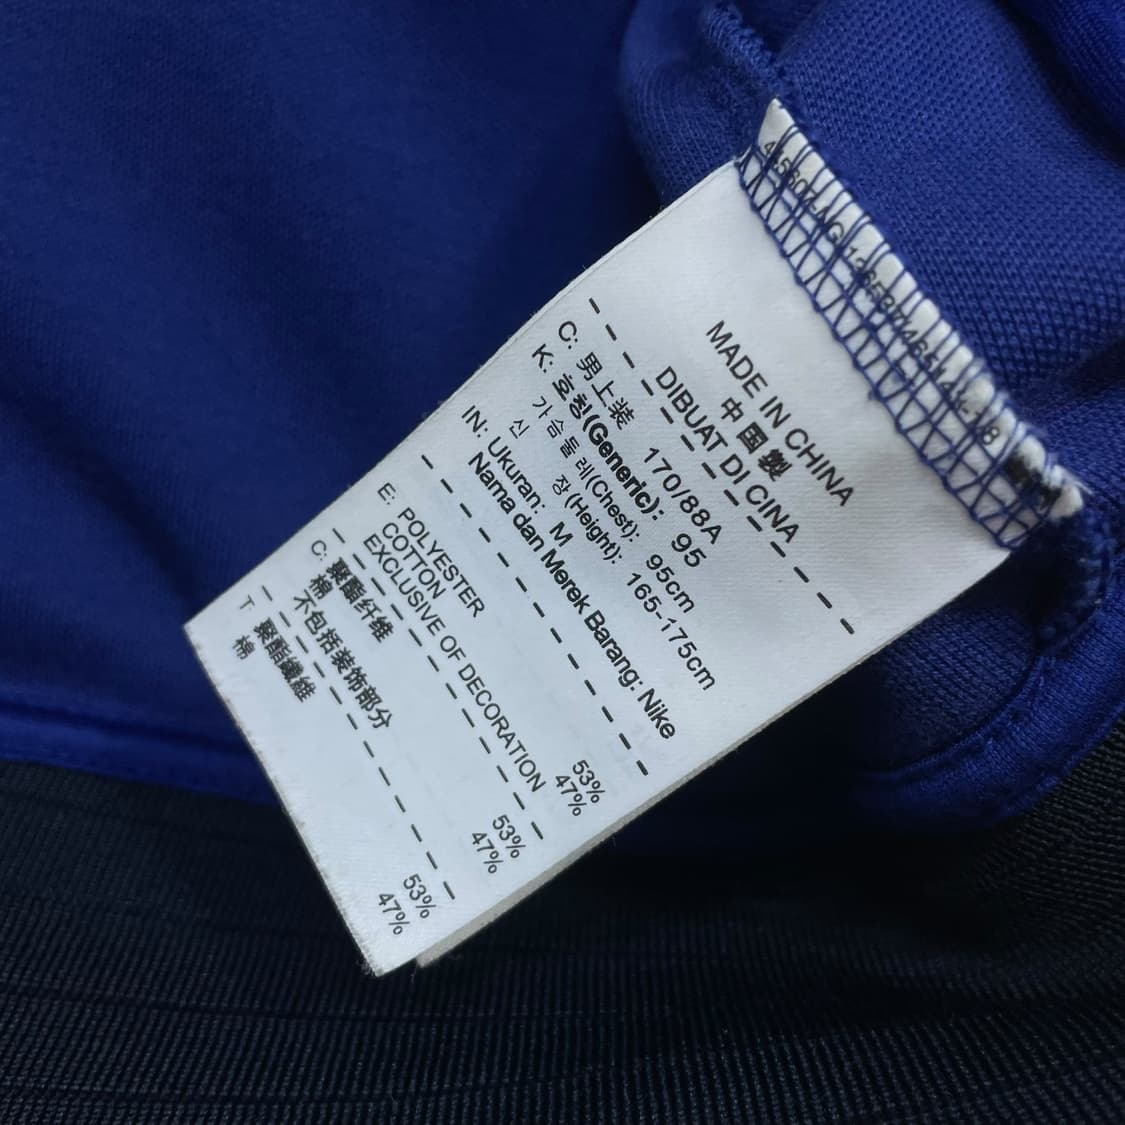 MADE IN CHINA
中国製
DIBUAT DI CINA
C: 男上装 170/88A
K: 호칭(Generic): 95
가슴둘레(Chest): 95cm
신 장(Height): 165-175cm
IN: Ukuran: M
Nama dan Merek Barang: Nike
E: POLYESTER 53%
COTTON 47%
EXCLUSIVE OF DECORATION
C: 聚酯纤维 53%
棉 47%
不包括装饰部分
T 聚酯纖維 53%
棉 47%